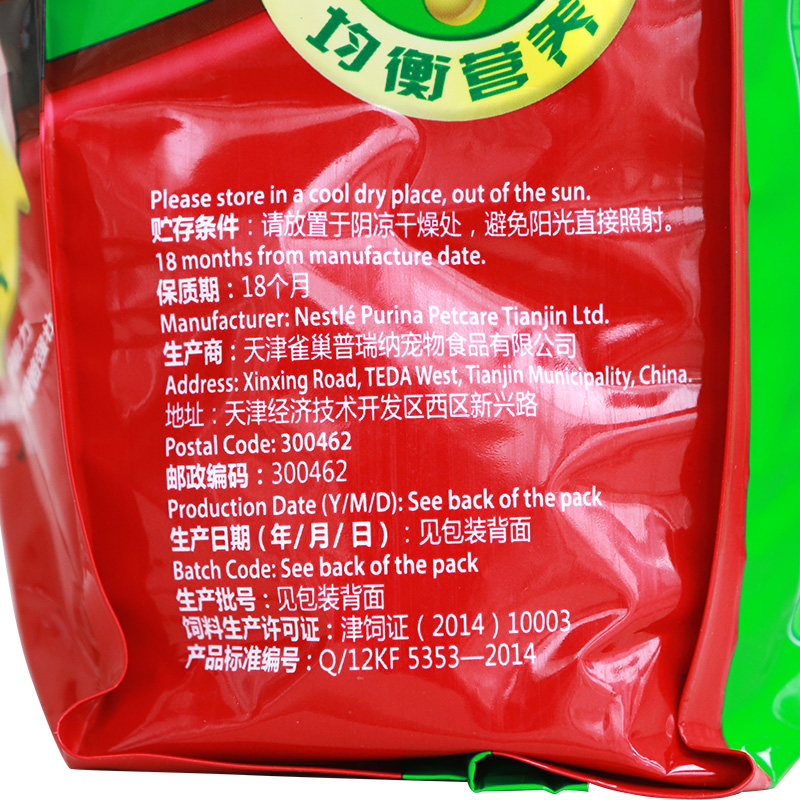 均衡营养
Please store in a cool dry place, out of the sun.
贮存条件：请放置于阴凉干燥处，避免阳光直接照射。
18 months from manufacture date.
保质期：18个月
Manufacturer: Nestlé Purina Petcare Tianjin Ltd.
生产商：天津雀巢普瑞纳宠物食品有限公司
Address: Xinxing Road, TEDA West, Tianjin Municipality, China.
地址：天津经济技术开发区西区新兴路
Postal Code: 300462
邮政编码：300462
Production Date (Y/M/D): See back of the pack
生产日期（年/月/日）：见包装背面
Batch Code: See back of the pack
生产批号：见包装背面
饲料生产许可证：津饲证（2014）10003
产品标准编号：Q/12KF 5353—2014